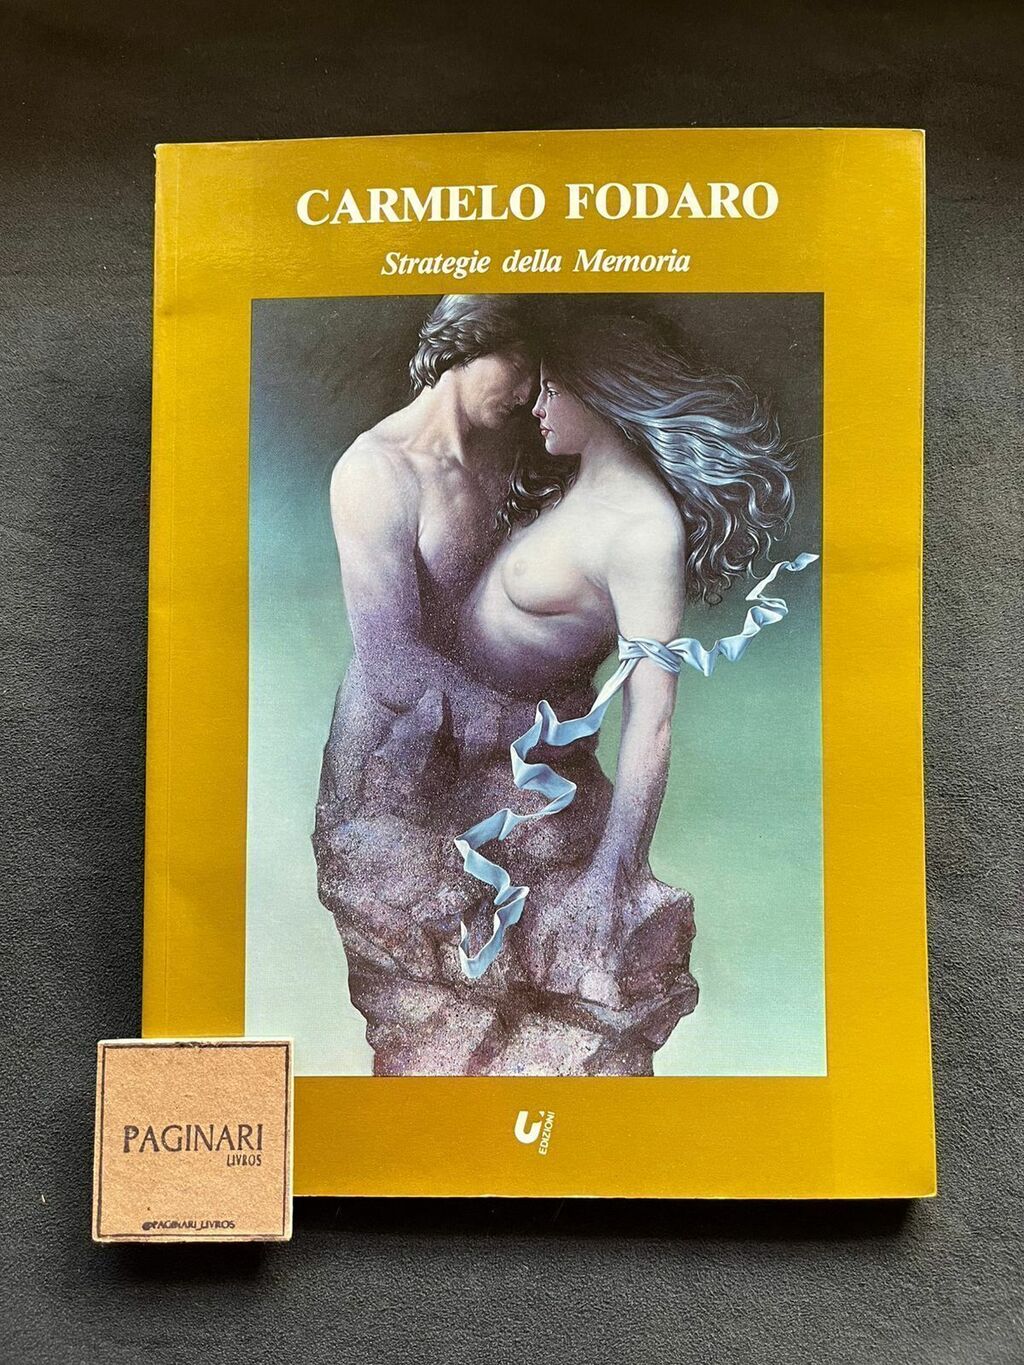 CARMELO FODARO
Strategie della Memoria
EDIZIONI
PAGINARI
LIVROS
@PAGINARI_LIVROS